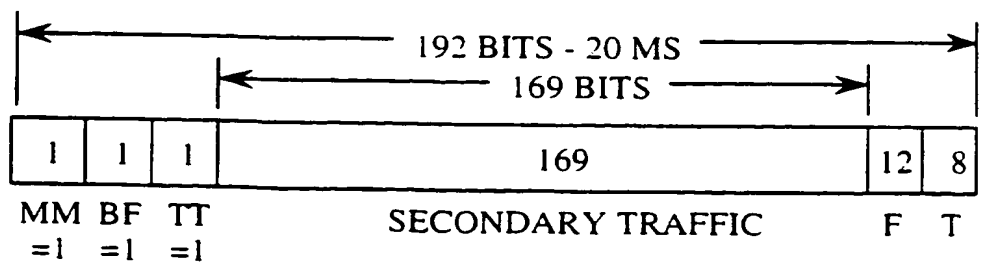 192 BITS - 20 MS
169 BITS
1 1 1 169 12 8
MM BF TT SECONDARY TRAFFIC F T
=1 =1 =1